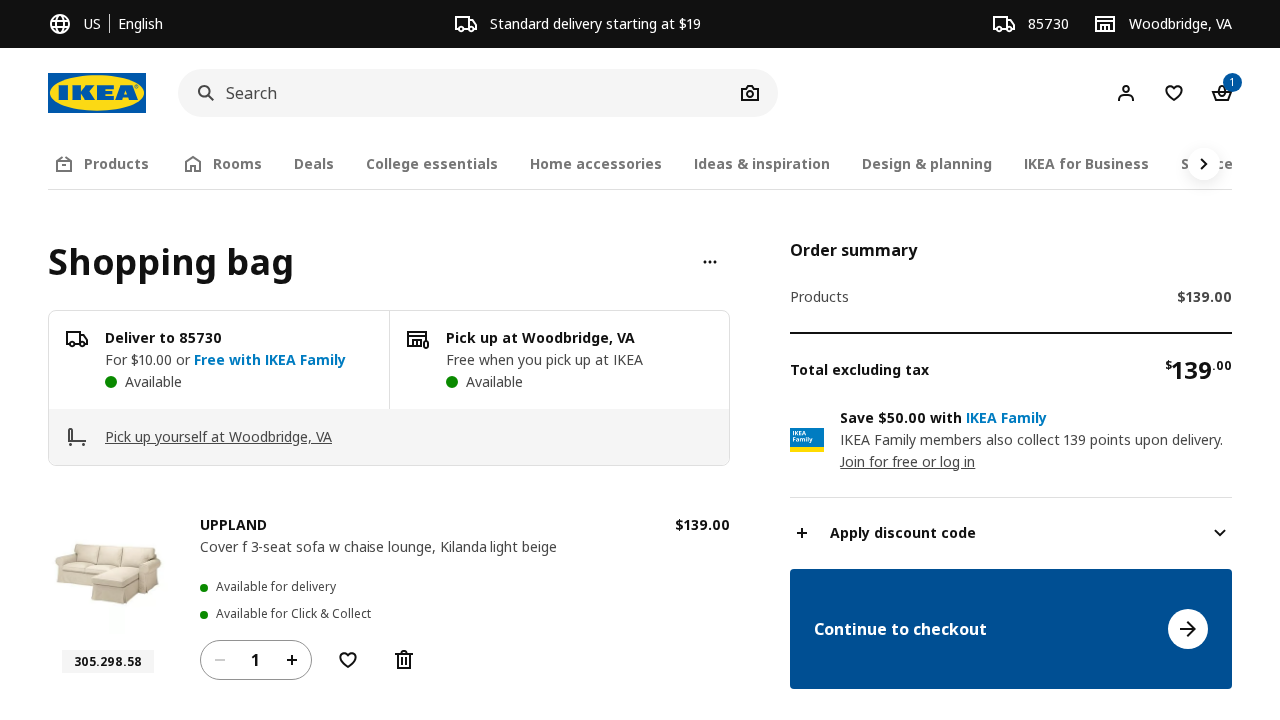 US | English
Standard delivery starting at $19
85730
Woodbridge, VA
IKEA
Search
1
Products
Rooms
Deals
College essentials
Home accessories
Ideas & inspiration
Design & planning
IKEA for Business
Shopping bag
Deliver to 85730
For $10.00 or Free with IKEA Family
Available
Pick up at Woodbridge, VA
Free when you pick up at IKEA
Available
Pick up yourself at Woodbridge, VA
UPPLAND
$139.00
Cover f 3-seat sofa w chaise lounge, Kilanda light beige
Available for delivery
Available for Click & Collect
305.298.58
1
Order summary
Products
$139.00
Total excluding tax
$139.00
IKEA
Family
Save $50.00 with IKEA Family
IKEA Family members also collect 139 points upon delivery.
Join for free or log in
Apply discount code
Continue to checkout